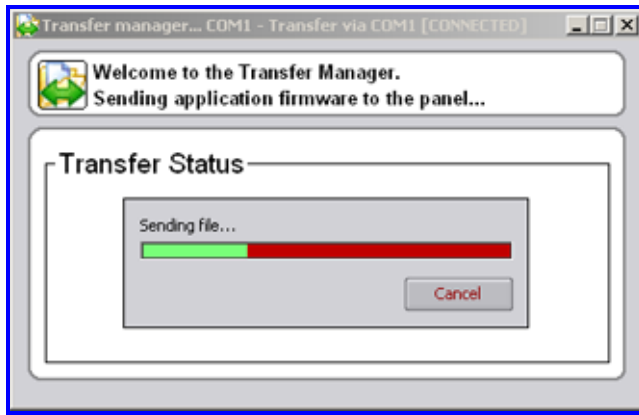 Transfer manager... COM1 - Transfer via COM1 [CONNECTED]
Welcome to the Transfer Manager.
Sending application firmware to the panel...
Transfer Status
Sending file...
Cancel